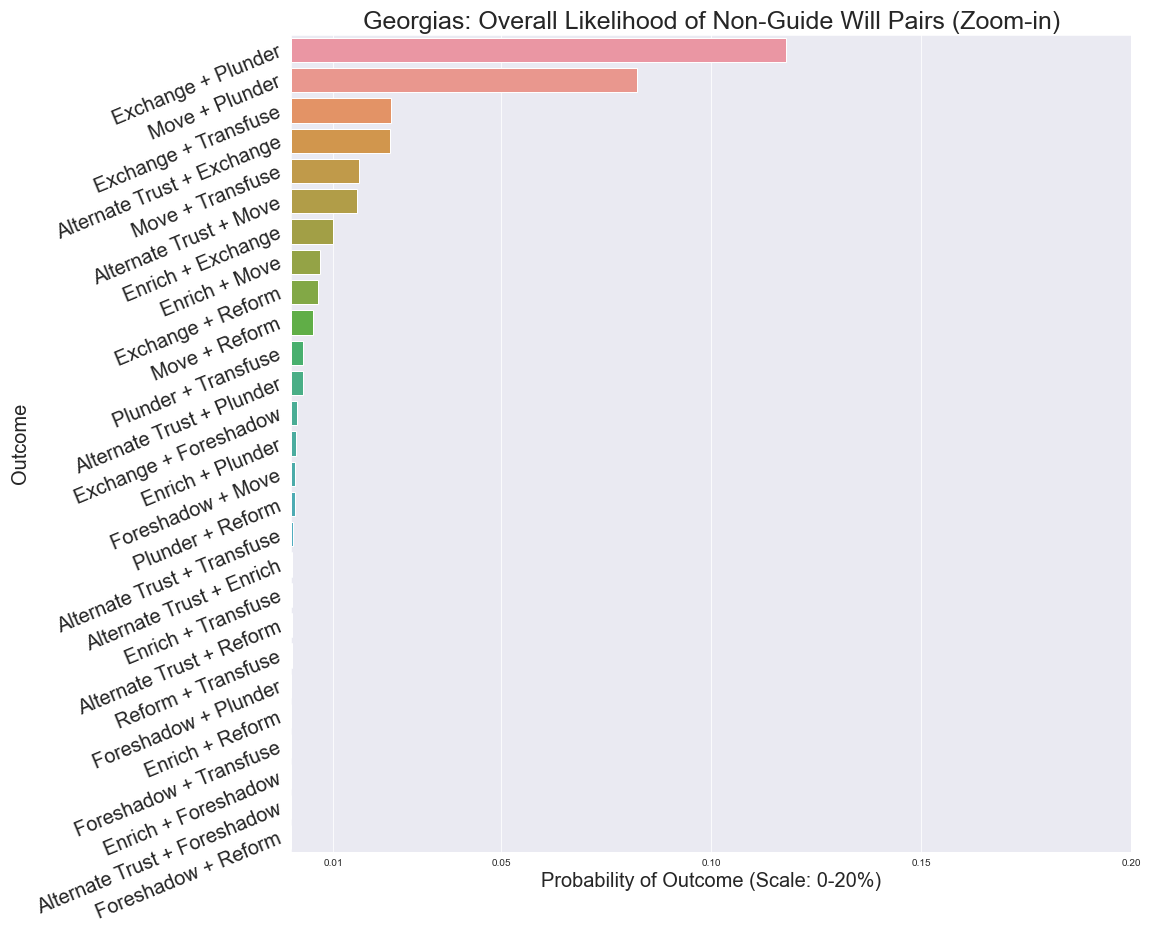 Georgias: Overall Likelihood of Non-Guide Will Pairs (Zoom-in)
Exchange + Plunder
Move + Plunder
Exchange + Transfuse
Alternate Trust + Exchange
Move + Transfuse
Alternate Trust + Move
Enrich + Exchange
Enrich + Move
Exchange + Reform
Move + Reform
Plunder + Transfuse
Alternate Trust + Plunder
Exchange + Foreshadow
Enrich + Plunder
Foreshadow + Move
Plunder + Reform
Alternate Trust + Transfuse
Alternate Trust + Enrich
Enrich + Transfuse
Alternate Trust + Reform
Reform + Transfuse
Foreshadow + Plunder
Enrich + Reform
Foreshadow + Transfuse
Enrich + Foreshadow
Alternate Trust + Foreshadow
Foreshadow + Reform
Outcome
0.01 0.05 0.10 0.15 0.20
Probability of Outcome (Scale: 0-20%)